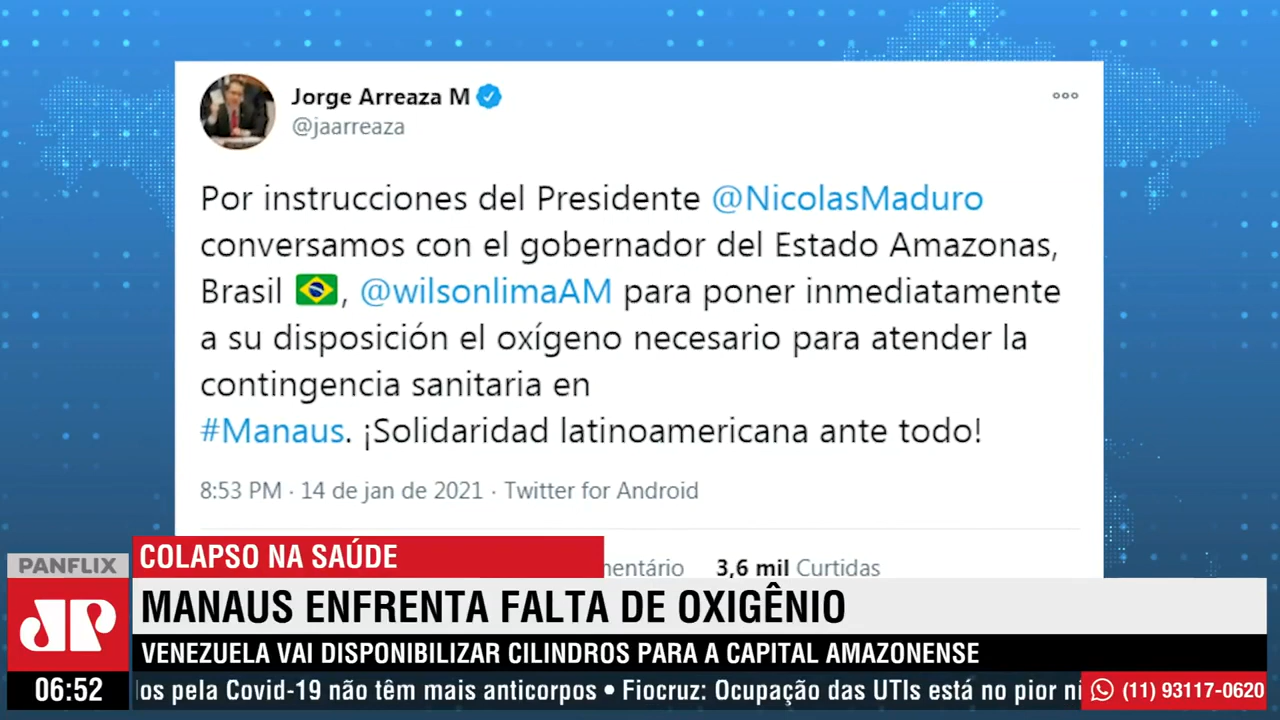 Jorge Arreaza M
@jaarreaza
Por instrucciones del Presidente @NicolasMaduro
conversamos con el gobernador del Estado Amazonas,
Brasil 🇧🇷, @wilsonlimaAM para poner inmediatamente
a su disposición el oxígeno necesario para atender la
contingencia sanitaria en
#Manaus. ¡Solidaridad latinoamericana ante todo!
8:53 PM · 14 de jan de 2021 · Twitter for Android
3,6 mil Curtidas
COLAPSO NA SAÚDE
PANFLIX
JP
MANAUS ENFRENTA FALTA DE OXIGÊNIO
VENEZUELA VAI DISPONIBILIZAR CILINDROS PARA A CAPITAL AMAZONENSE
06:52
pela Covid-19 não têm mais anticorpos • Fiocruz: Ocupação das UTIs está no pior
(11) 93117-0620